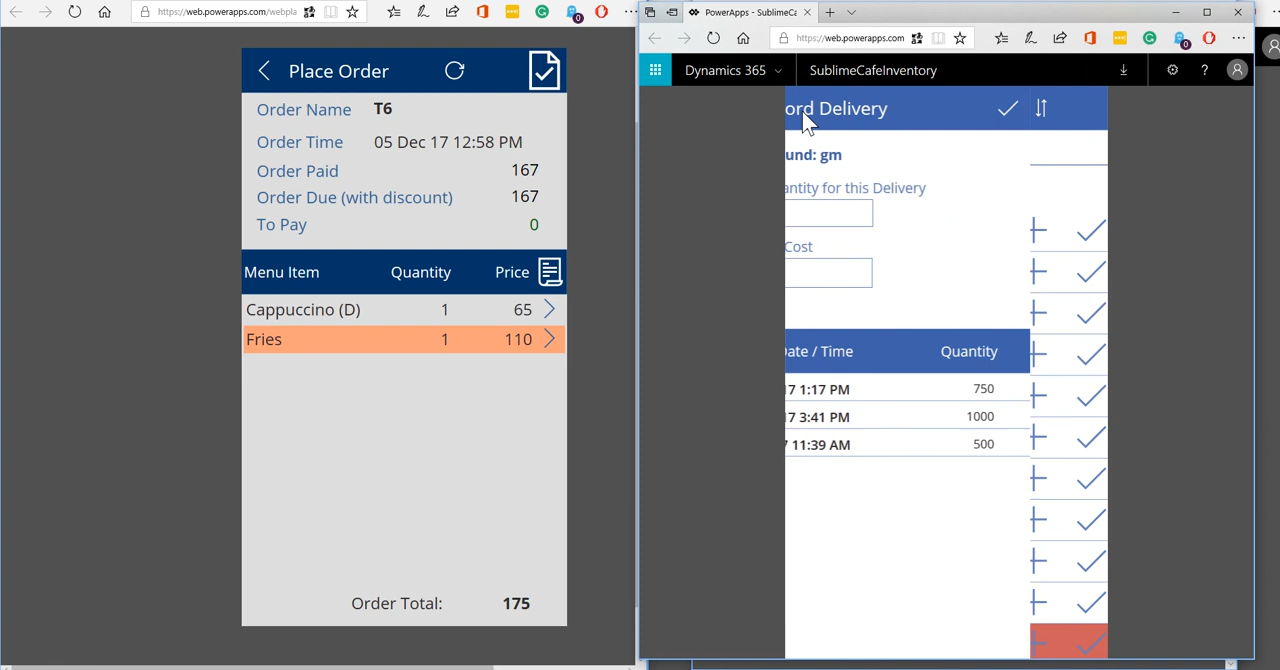 https://web.powerapps.com/webpla
0
Place Order
Order Name T6
Order Time 05 Dec 17 12:58 PM
Order Paid 167
Order Due (with discount) 167
To Pay 0
Menu Item Quantity Price
Cappuccino (D) 1 65
Fries 1 110
Order Total: 175
PowerApps - SublimeCa
https://web.powerapps.com
0
Dynamics 365 SublimeCafeInventory
?
ord Delivery
und: gm
antity for this Delivery
Cost
Date / Time Quantity
17 1:17 PM 750
17 3:41 PM 1000
7 11:39 AM 500